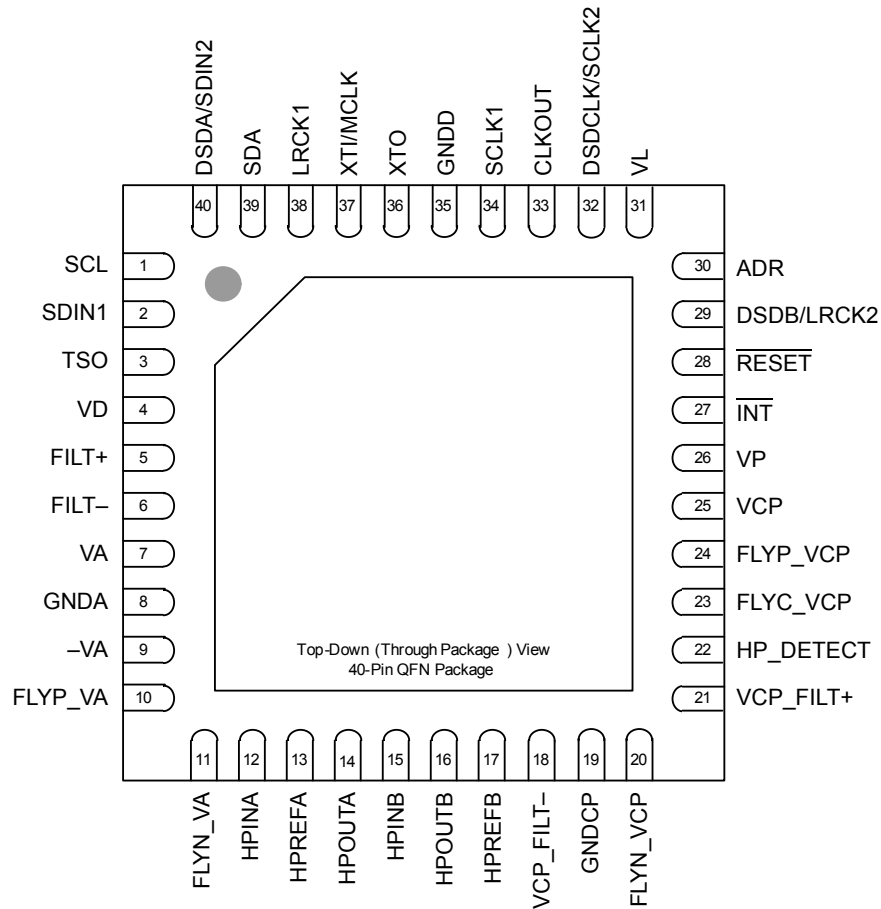 DSDA/SDIN2
SDA
LRCK1
XTI/MCLK
XTO
GNDD
SCLK1
CLKOUT
DSDCLK/SCLK2
VL
40
39
38
37
36
35
34
33
32
31
SCL 1
SDIN1 2
TSO 3
VD 4
FILT+ 5
FILT– 6
VA 7
GNDA 8
–VA 9
FLYP_VA 10
30 ADR
29 DSDB/LRCK2
28 RESET
27 INT
26 VP
25 VCP
24 FLYP_VCP
23 FLYC_VCP
22 HP_DETECT
21 VCP_FILT+
Top-Down (Through Package ) View
40-Pin QFN Package
11
12
13
14
15
16
17
18
19
20
FLYN_VA
HPINA
HPREFA
HPOUTA
HPINB
HPOUTB
HPREFB
VCP_FILT–
GNDCP
FLYN_VCP